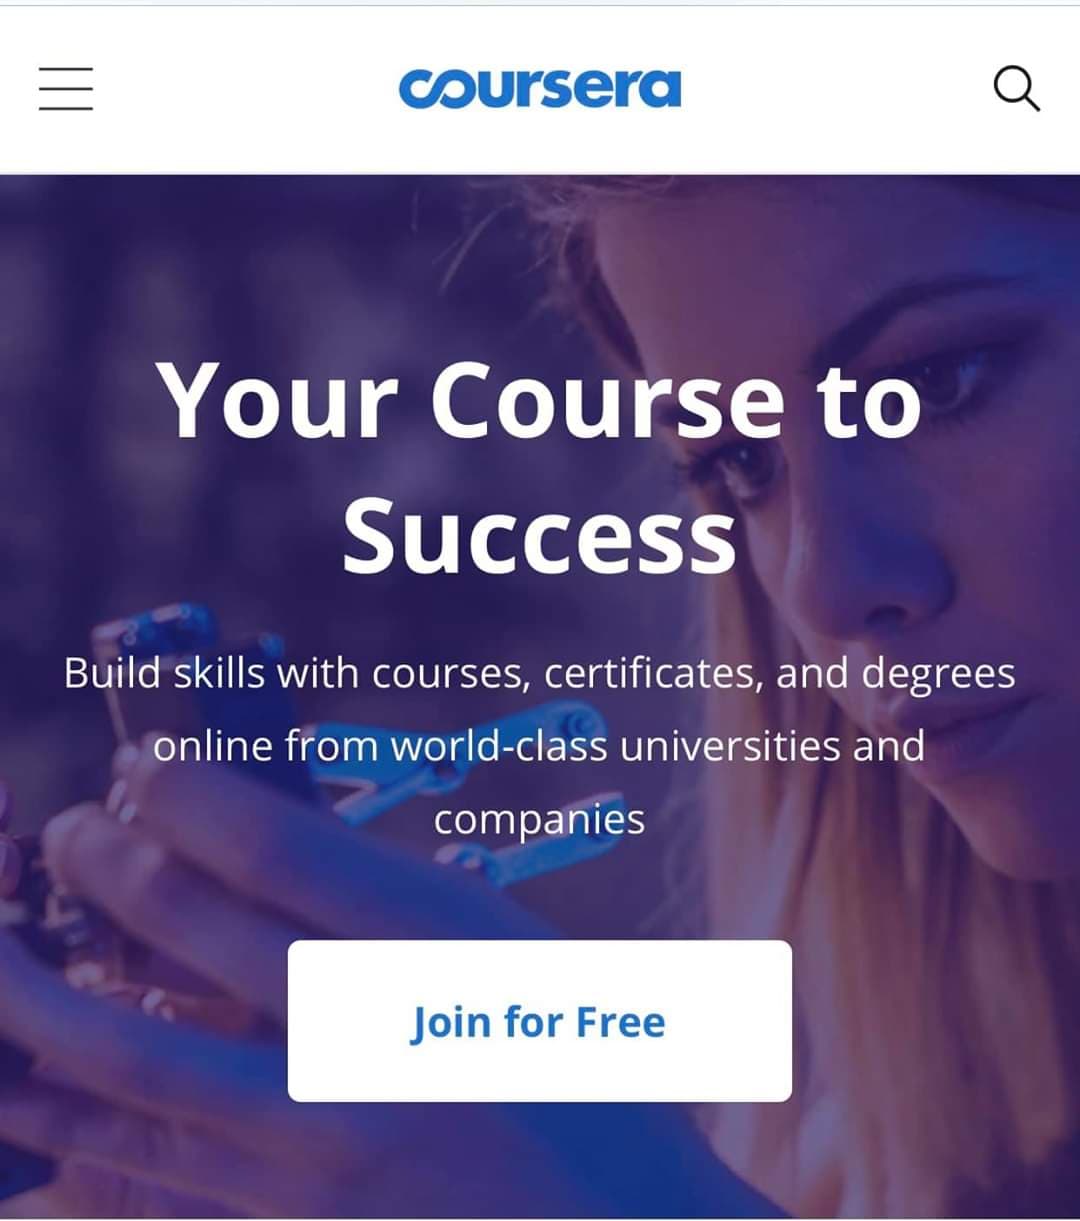 coursera
Your Course to
Success
Build skills with courses, certificates, and degrees
online from world-class universities and
companies
Join for Free